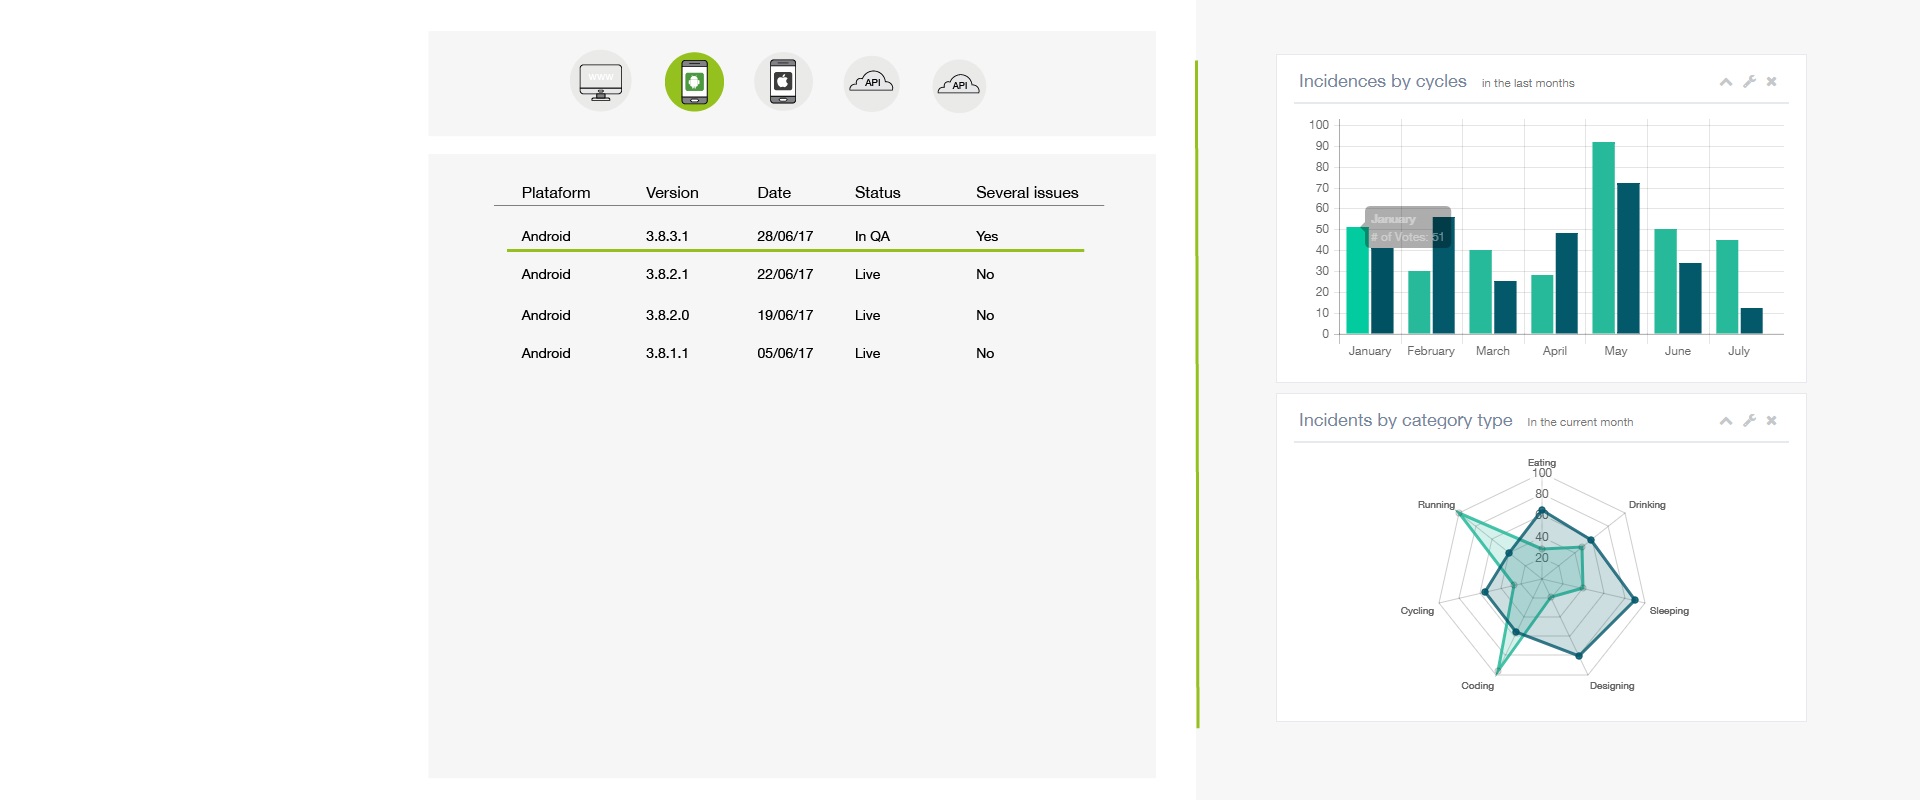 WWW
API
API
Plataform Version Date Status Several issues
Android 3.8.3.1 28/06/17 In QA Yes
Android 3.8.2.1 22/06/17 Live No
Android 3.8.2.0 19/06/17 Live No
Android 3.8.1.1 05/06/17 Live No
Incidences by cycles in the last months
100
90
80
70
60
50
40
30
20
10
0
January
# of Votes: 51
January February March April May June July
Incidents by category type In the current month
Eating
100
80
60
40
20
Running
Drinking
Cycling
Sleeping
Coding
Designing